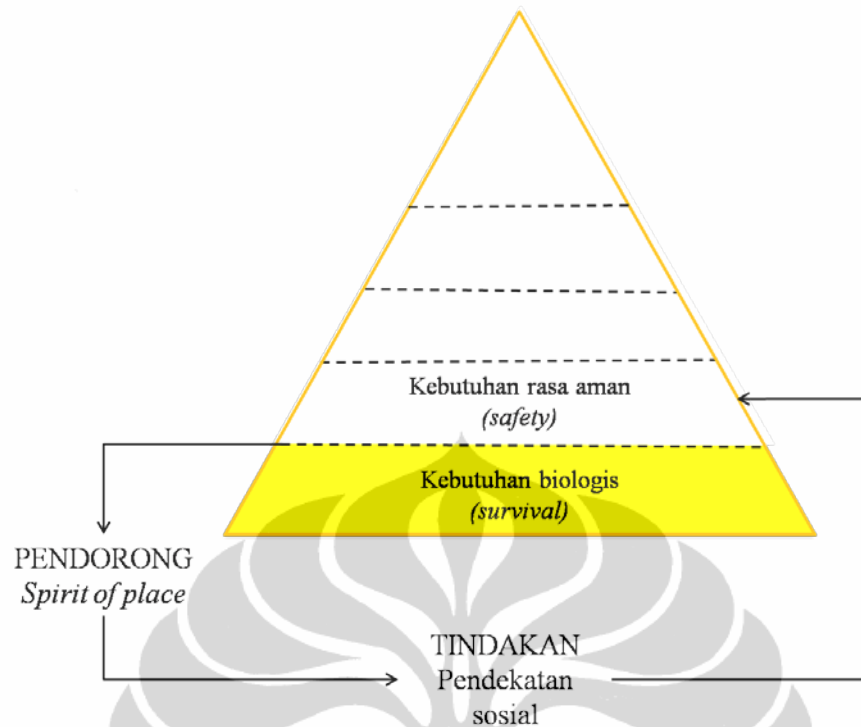 Kebutuhan rasa aman
(safety)
Kebutuhan biologis
(survival)
PENDORONG
Spirit of place
TINDAKAN
Pendekatan
sosial